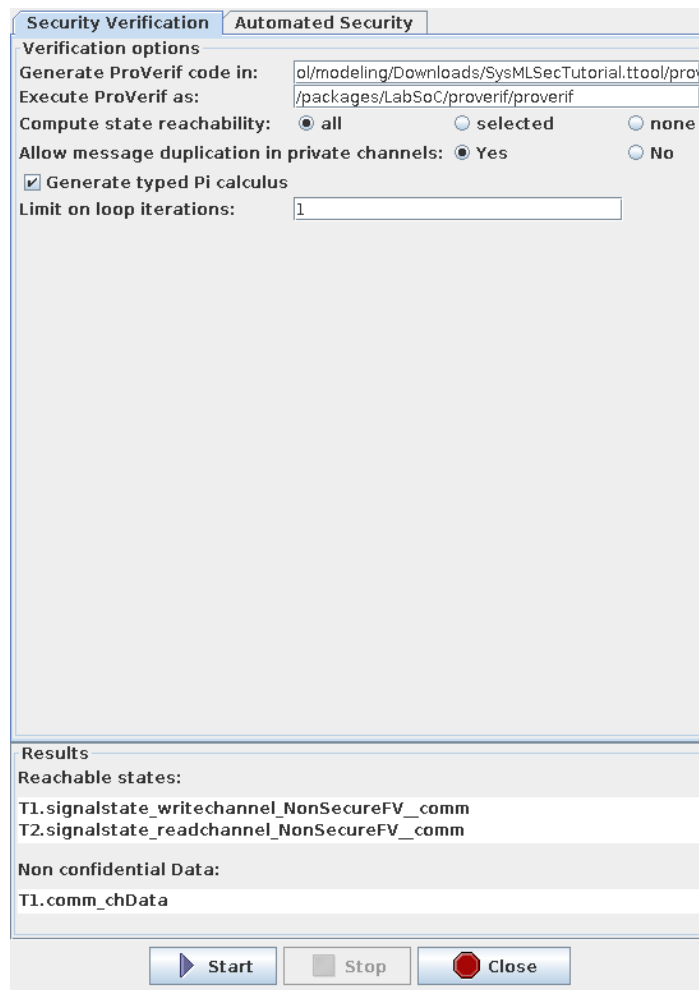 Security Verification Automated Security
Verification options
Generate ProVerif code in: ol/modeling/Downloads/SysMLSecTutorial.ttool/prov
Execute ProVerif as: /packages/LabSoC/proverif/proverif
Compute state reachability: all selected none
Allow message duplication in private channels: Yes No
Generate typed Pi calculus
Limit on loop iterations: 1
Results
Reachable states:
T1.signalstate_writechannel_NonSecureFV__comm
T2.signalstate_readchannel_NonSecureFV__comm
Non confidential Data:
T1.comm_chData
Start Stop Close